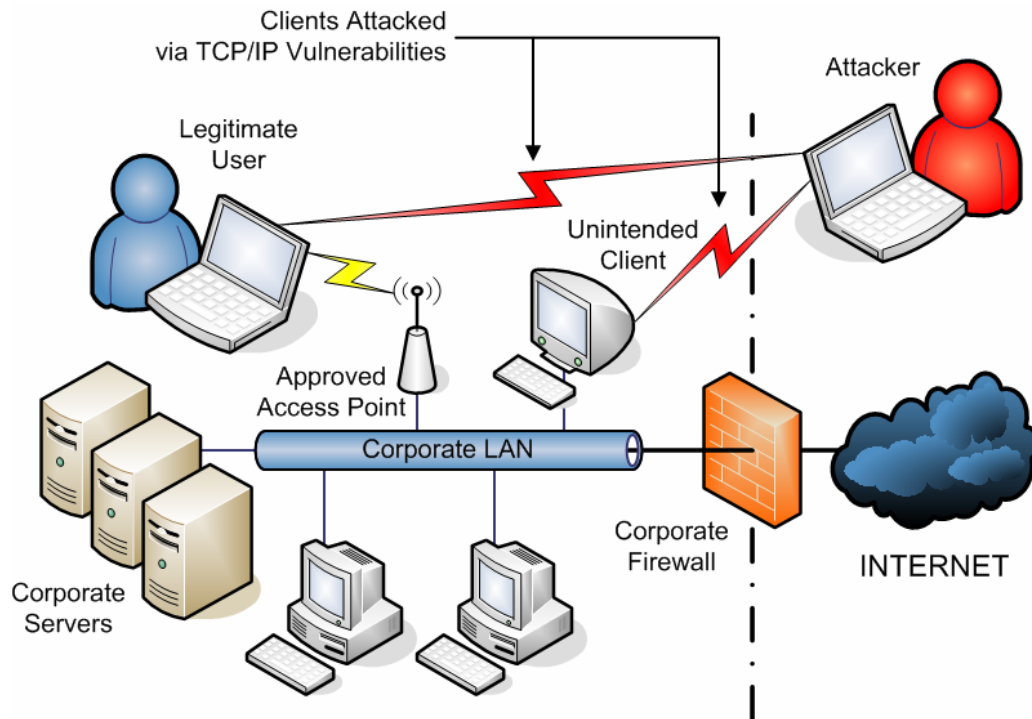 Clients Attacked
via TCP/IP Vulnerabilities
Attacker
Legitimate
User
Unintended
Client
Approved
Access Point
Corporate LAN
Corporate
Firewall
INTERNET
Corporate
Servers